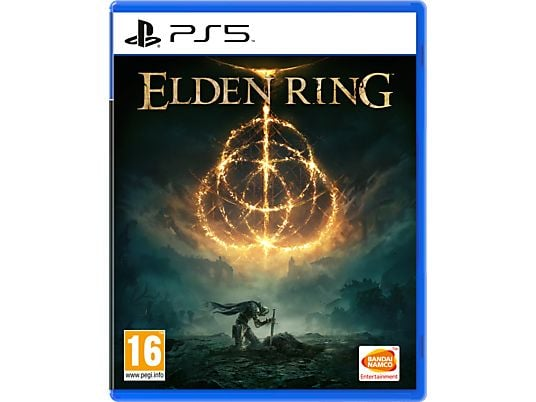 PS5
ELDEN RING
16
www.pegi.info
BANDAI
NAMCO
Entertainment